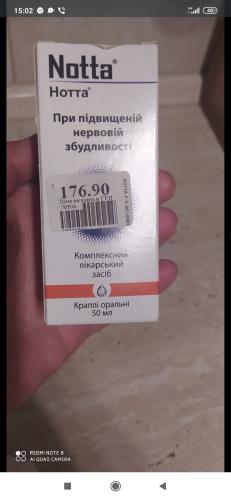 15:02
Notta®
Нотта®
При підвищеній
нервовій
збудливості
176.90
Комплексний
лікарський
засіб
Краплі оральні
50 мл
REDMI NOTE 8
AI QUAD CAMERA